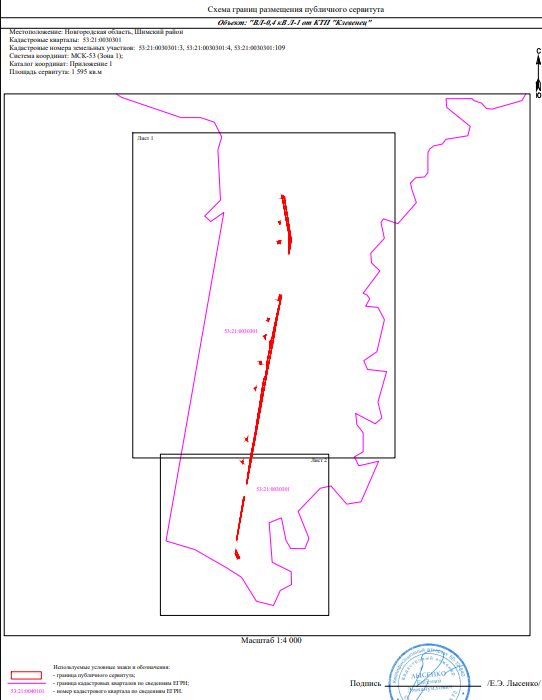 Схема границ размещения публичного сервитута
Объект: "ВЛ-0,4 кВ Л-1 от КТП "Клевенец"
Местоположение: Новгородская область, Шимский район
Кадастровые кварталы: 53:21:0030301
Кадастровые номера земельных участков: 53:21:0030301:3, 53:21:0030301:4, 53:21:0030301:109
Система координат: МСК-53 (Зона 1);
Каталог координат: Приложение 1
Площадь сервитута: 1 595 кв.м
С
Ю
Лист 1
53:21:0030301
Лист 2
53:21:0030301
Масштаб 1:4 000
Используемые условные знаки и обозначения:
- граница публичного сервитута;
- граница кадастровых кварталов по сведениям ЕГРН;
53:21:0040101 - номер кадастрового квартала по сведениям ЕГРН.
Подпись /Е.Э. Лысенко/
ЛЫСЕНКО